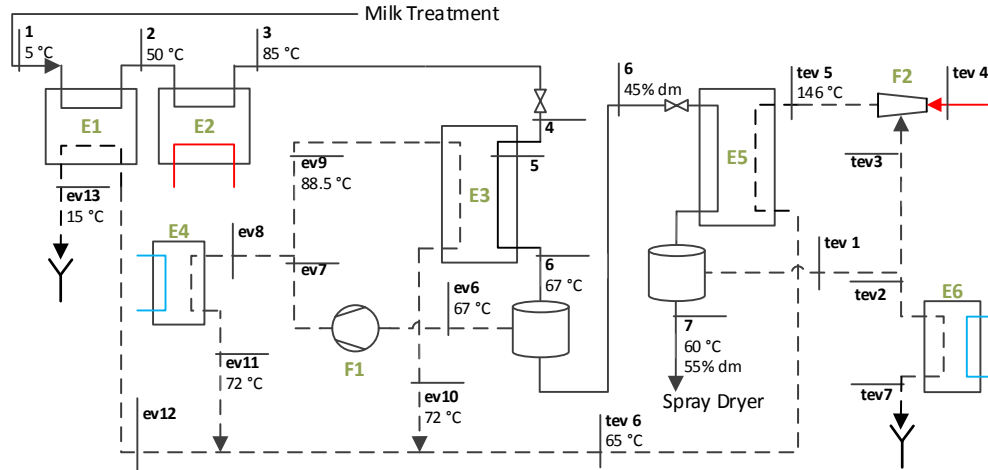 Milk Treatment
1
5 °C
2
50 °C
3
85 °C
6
45% dm
tev 5
146 °C
F2
tev 4
E1
E2
4
E5
ev9
88.5 °C
5
tev3
E3
ev13
15 °C
E4
ev8
ev7
6
67 °C
tev 1
tev2
E6
ev6
67 °C
F1
7
60 °C
55% dm
ev11
72 °C
ev10
72 °C
tev7
Spray Dryer
ev12
tev 6
65 °C